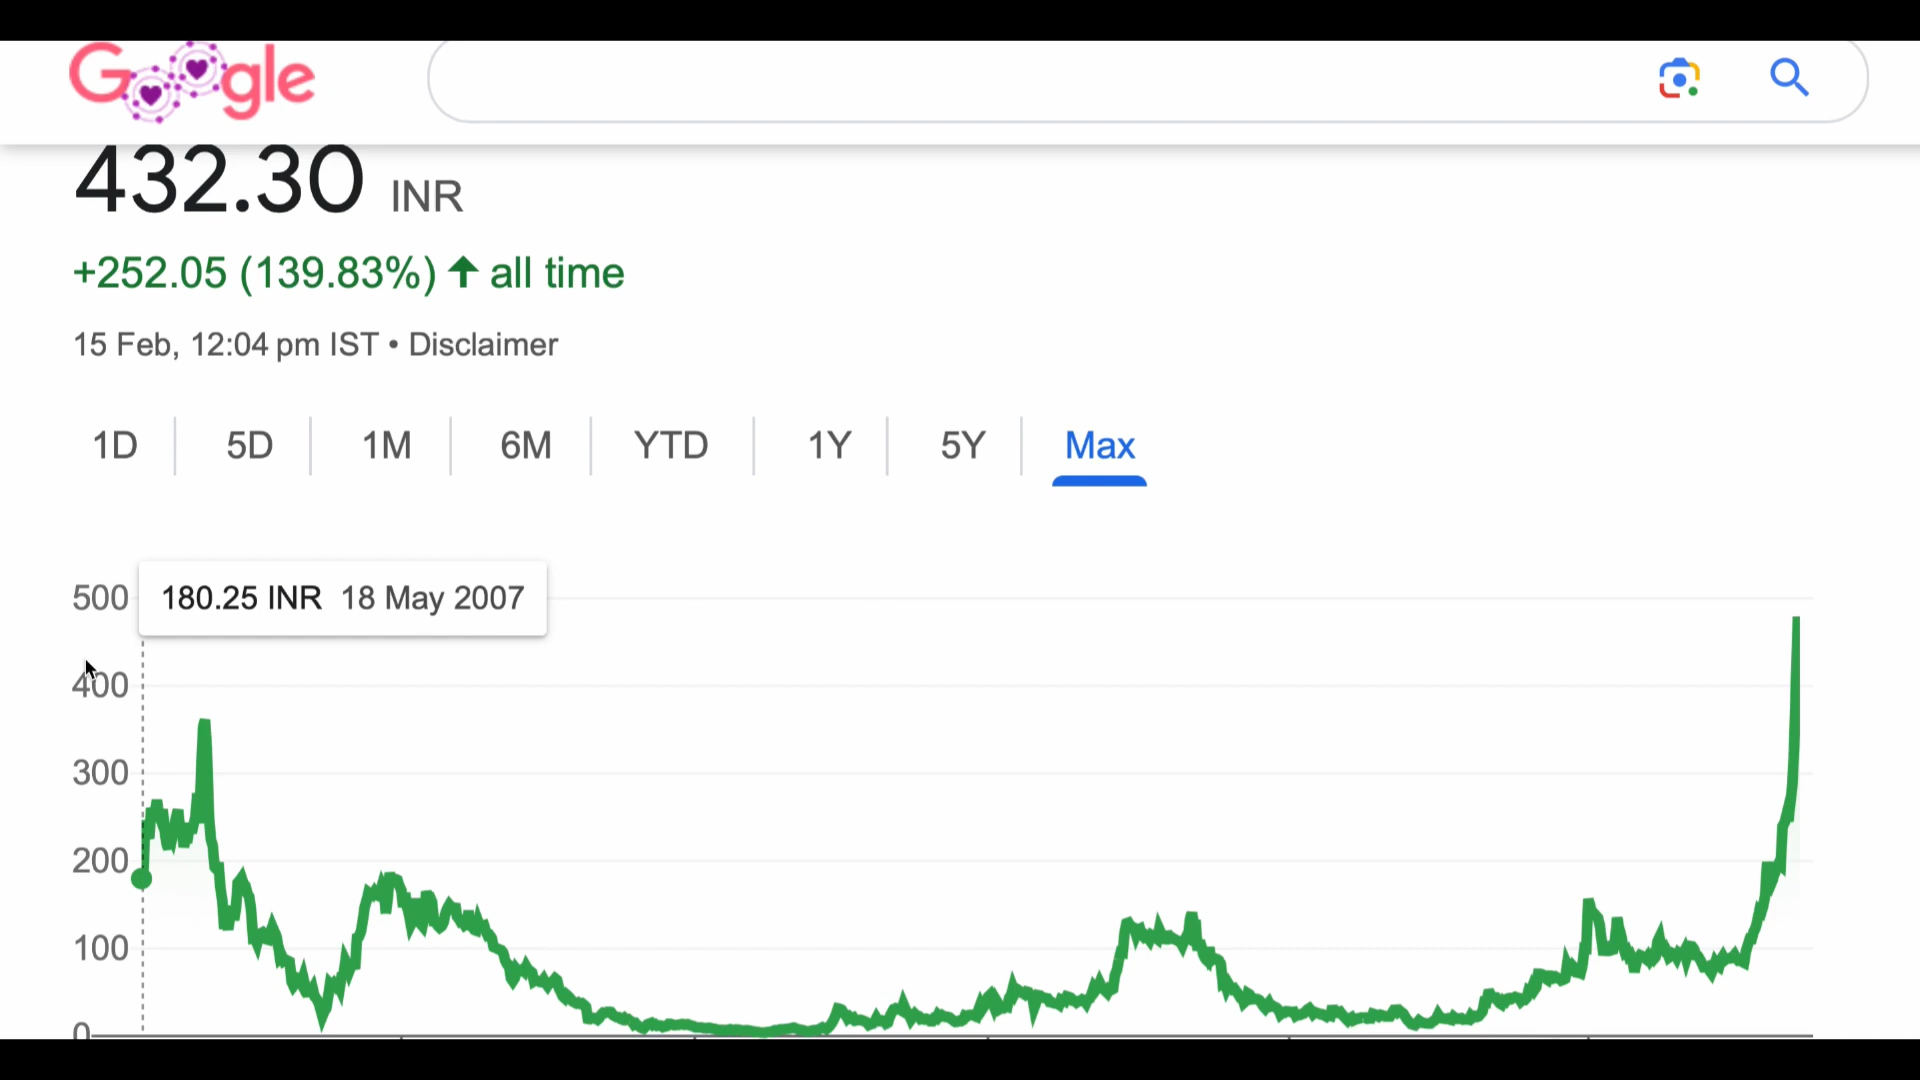 Google
432.30 INR
+252.05 (139.83%) ↑ all time
15 Feb, 12:04 pm IST • Disclaimer
1D 5D 1M 6M YTD 1Y 5Y Max
500
180.25 INR 18 May 2007
400
300
200
100
0